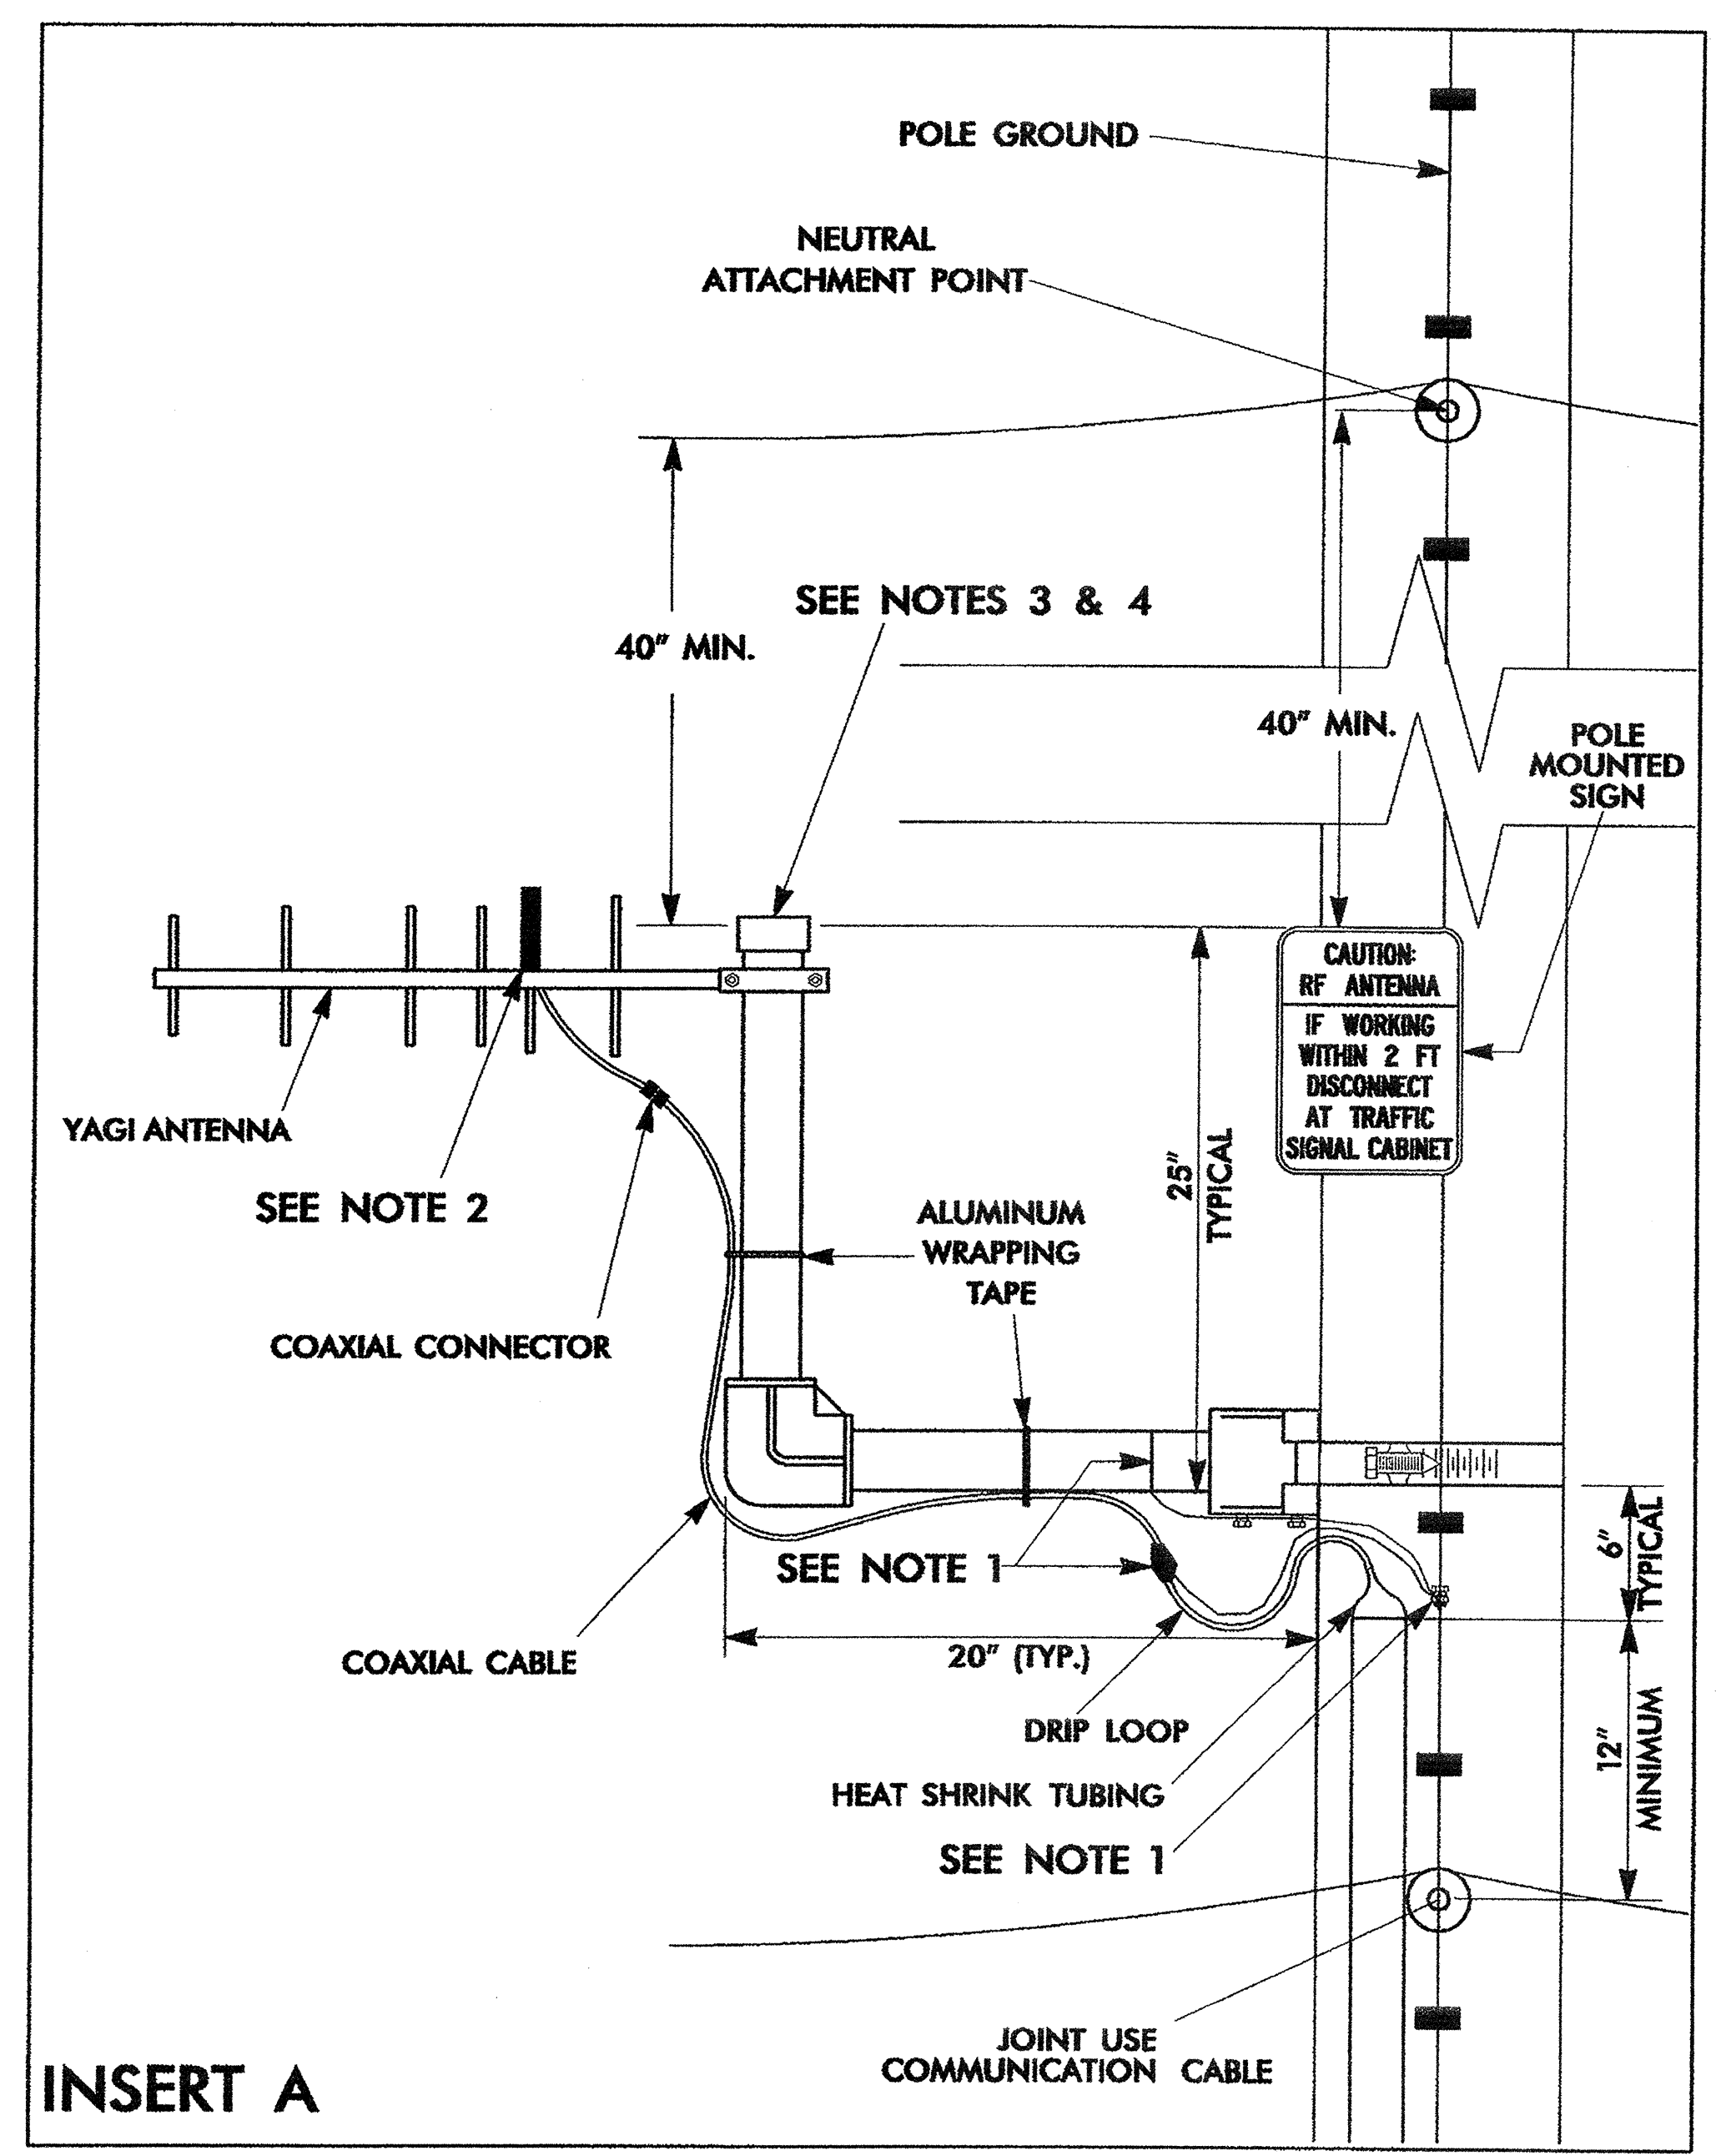 POLE GROUND
NEUTRAL
ATTACHMENT POINT
SEE NOTES 3 & 4
40" MIN.
40" MIN.
POLE
MOUNTED
SIGN
CAUTION:
RF ANTENNA
IF WORKING
WITHIN 2 FT
DISCONNECT
AT TRAFFIC
SIGNAL CABINET
YAGI ANTENNA
SEE NOTE 2
25"
TYPICAL
ALUMINUM
WRAPPING
TAPE
COAXIAL CONNECTOR
SEE NOTE 1
6"
TYPICAL
COAXIAL CABLE
20" (TYP.)
DRIP LOOP
12"
MINIMUM
HEAT SHRINK TUBING
SEE NOTE 1
JOINT USE
COMMUNICATION CABLE
INSERT A